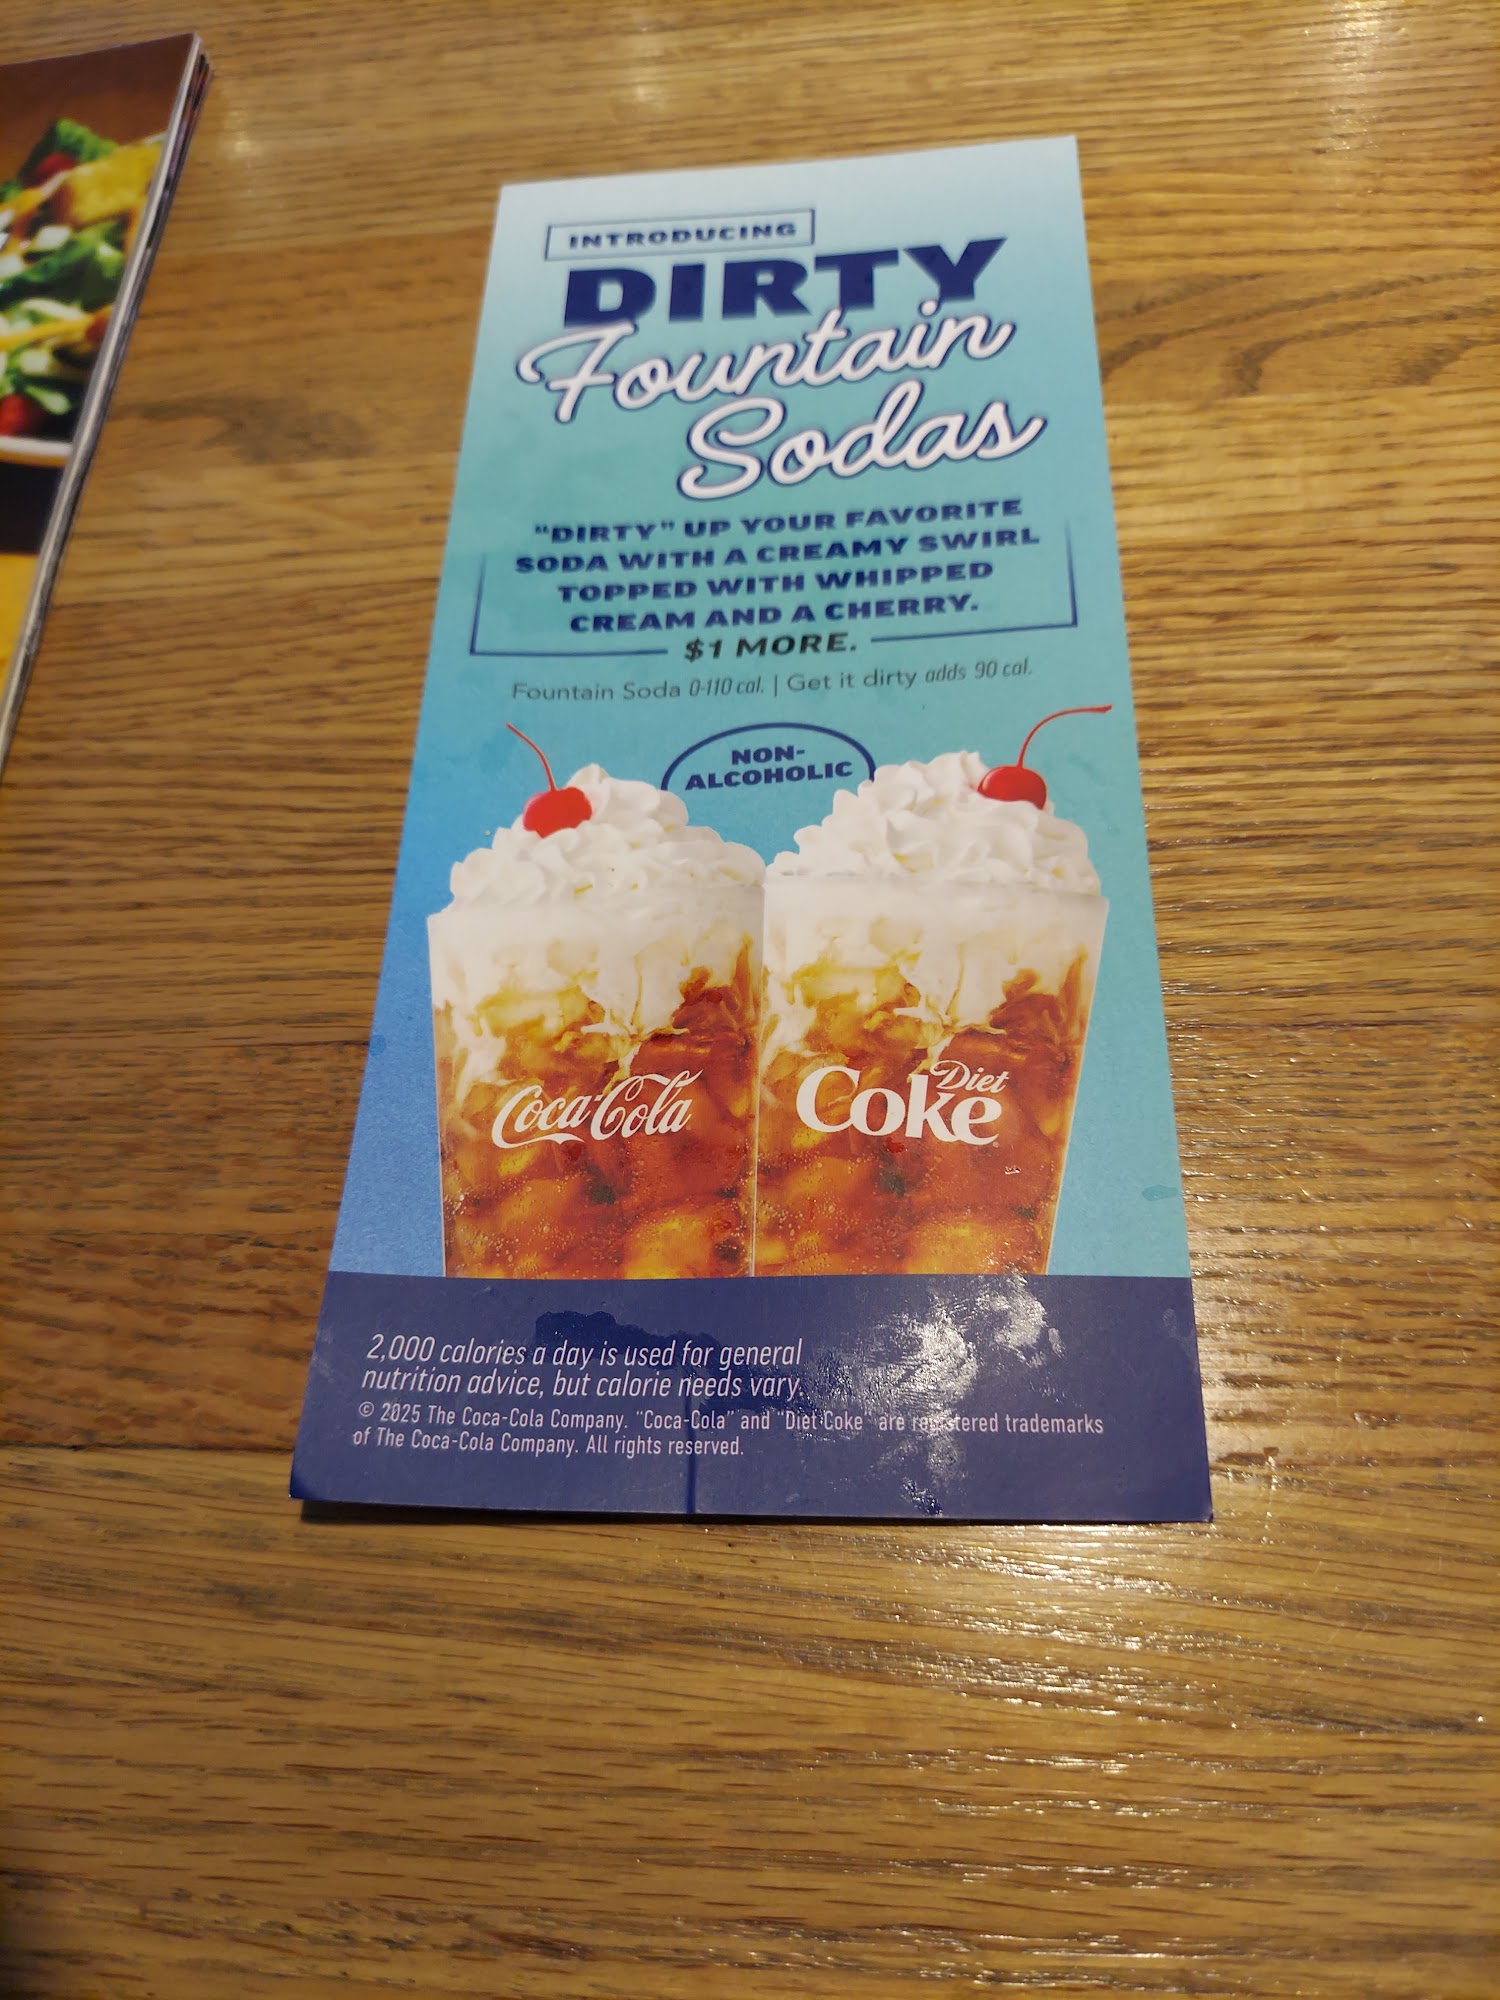 INTRODUCING
DIRTY
Fountain
Sodas
"DIRTY" UP YOUR FAVORITE
SODA WITH A CREAMY SWIRL
TOPPED WITH WHIPPED
CREAM AND A CHERRY.
$1 MORE.
Fountain Soda 0-110 cal. | Get it dirty adds 90 cal.
NON-
ALCOHOLIC
Coca-Cola
Diet
Coke
2,000 calories a day is used for general
nutrition advice, but calorie needs vary.
© 2025 The Coca-Cola Company. "Coca-Cola" and "Diet Coke" are registered trademarks
of The Coca-Cola Company. All rights reserved.